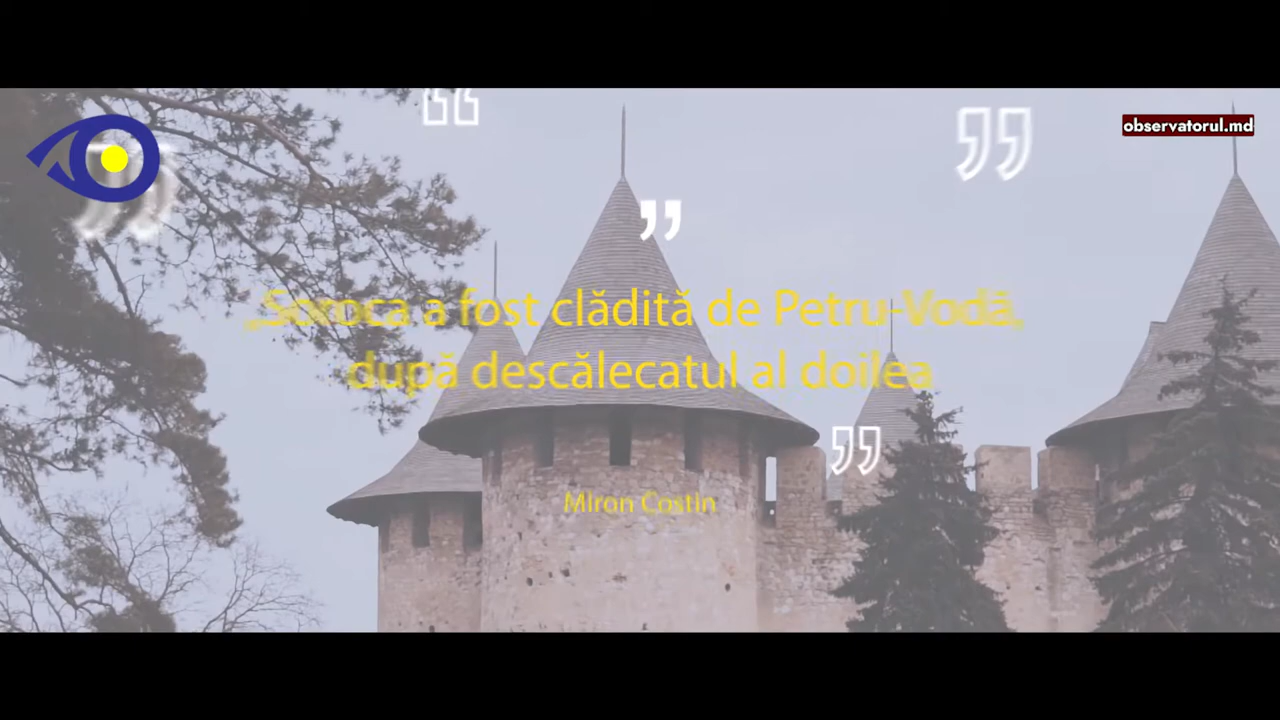 observatorul.md
„Soroca a fost clădită de Petru-Vodă,
după descălecatul al doilea
Miron Costin